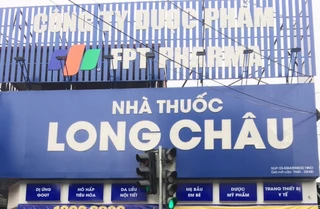 CÔNG TY DƯỢC PHẨM
FPT PHARMA
NHÀ THUỐC
LONG CHÂU
DỊ ỨNG
GOUT
HÔ HẤP
TIÊU HÓA
DA LIỄU
NỘI TIẾT
MẸ BẦU
EM BÉ
DƯỢC
MỸ PHẨM
TRANG THIẾT BỊ
Y TẾ